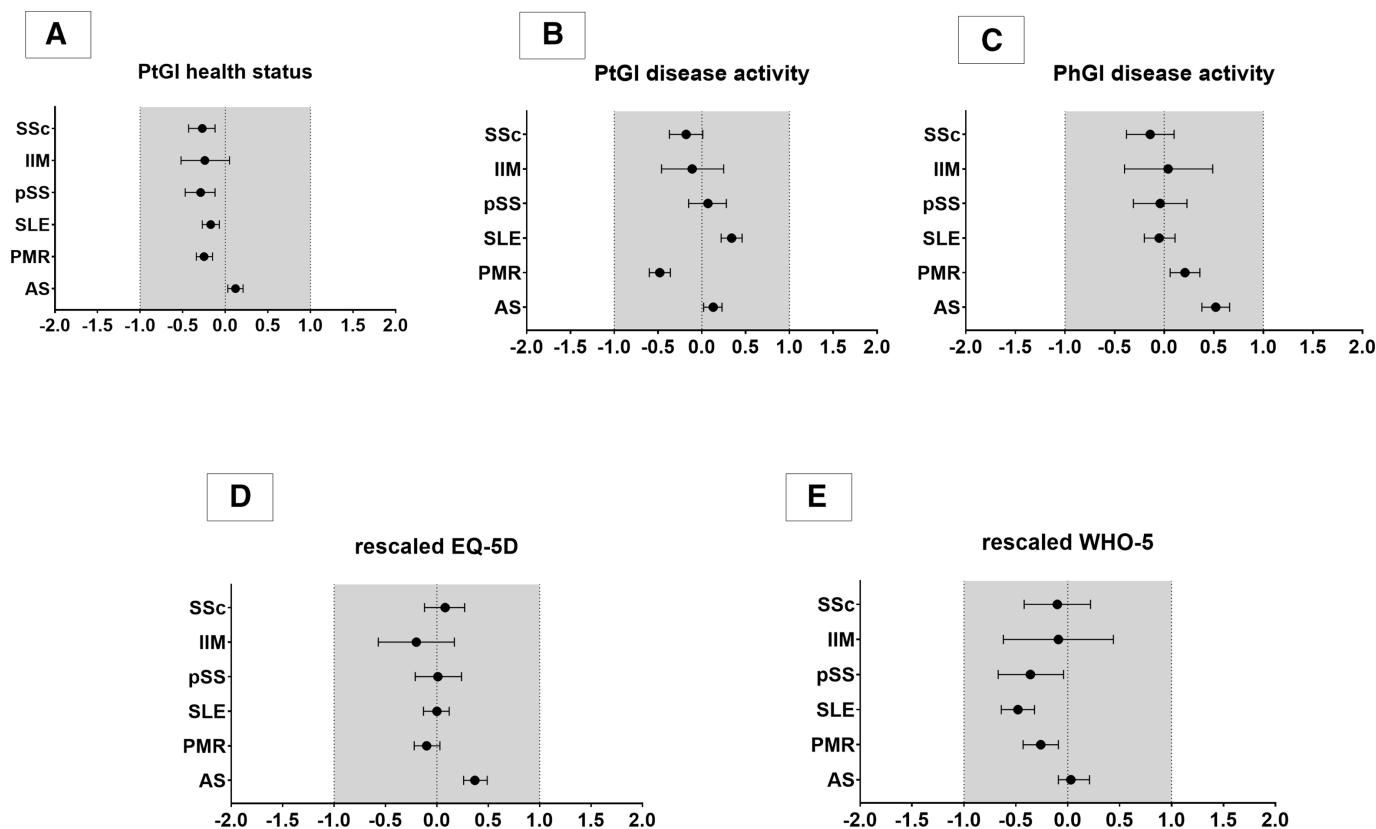 A
PtGl health status
SSc
IIM
pSS
SLE
PMR
AS
-2.0 -1.5 -1.0 -0.5 0.0 0.5 1.0 1.5 2.0
B
PtGl disease activity
SSc
IIM
pSS
SLE
PMR
AS
-2.0 -1.5 -1.0 -0.5 0.0 0.5 1.0 1.5 2.0
C
PhGl disease activity
SSc
IIM
pSS
SLE
PMR
AS
-2.0 -1.5 -1.0 -0.5 0.0 0.5 1.0 1.5 2.0
D
rescaled EQ-5D
SSc
IIM
pSS
SLE
PMR
AS
-2.0 -1.5 -1.0 -0.5 0.0 0.5 1.0 1.5 2.0
E
rescaled WHO-5
SSc
IIM
pSS
SLE
PMR
AS
-2.0 -1.5 -1.0 -0.5 0.0 0.5 1.0 1.5 2.0